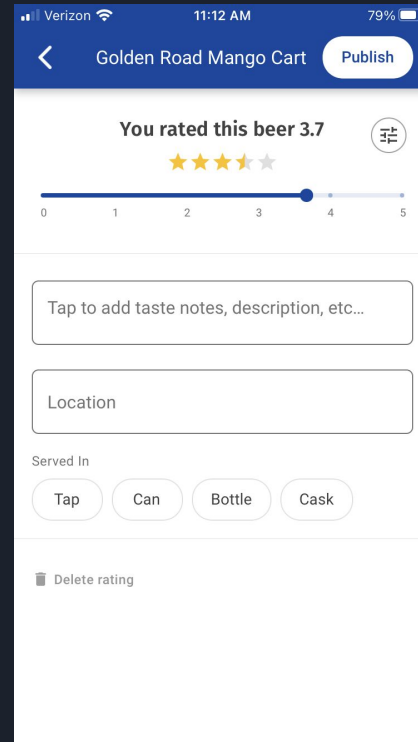 Verizon 11:12 AM 79%
Golden Road Mango Cart Publish
You rated this beer 3.7
0 1 2 3 4 5
Tap to add taste notes, description, etc...
Location
Served In
Tap Can Bottle Cask
Delete rating